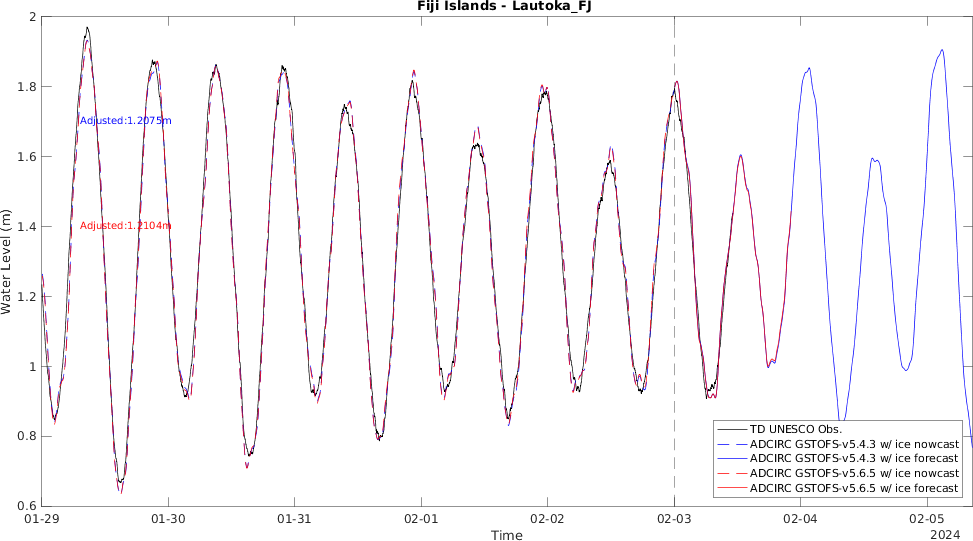 Fiji Islands - Lautoka_FJ
2
1.8
1.6
1.4
1.2
1
0.8
0.6
Water Level (m)
Adjusted:1.2075m
Adjusted:1.2104m
TD UNESCO Obs.
ADCIRC GSTOFS-v5.4.3 w/ ice nowcast
ADCIRC GSTOFS-v5.4.3 w/ ice forecast
ADCIRC GSTOFS-v5.6.5 w/ ice nowcast
ADCIRC GSTOFS-v5.6.5 w/ ice forecast
01-29 01-30 01-31 02-01 02-02 02-03 02-04 02-05
Time
2024